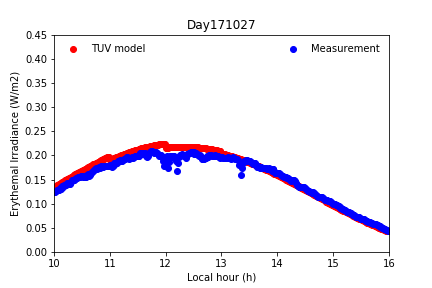 Day171027
TUV model
Measurement
Erythemal Irradiance (W/m2)
0.45
0.40
0.35
0.30
0.25
0.20
0.15
0.10
0.05
0.00
10 11 12 13 14 15 16
Local hour (h)